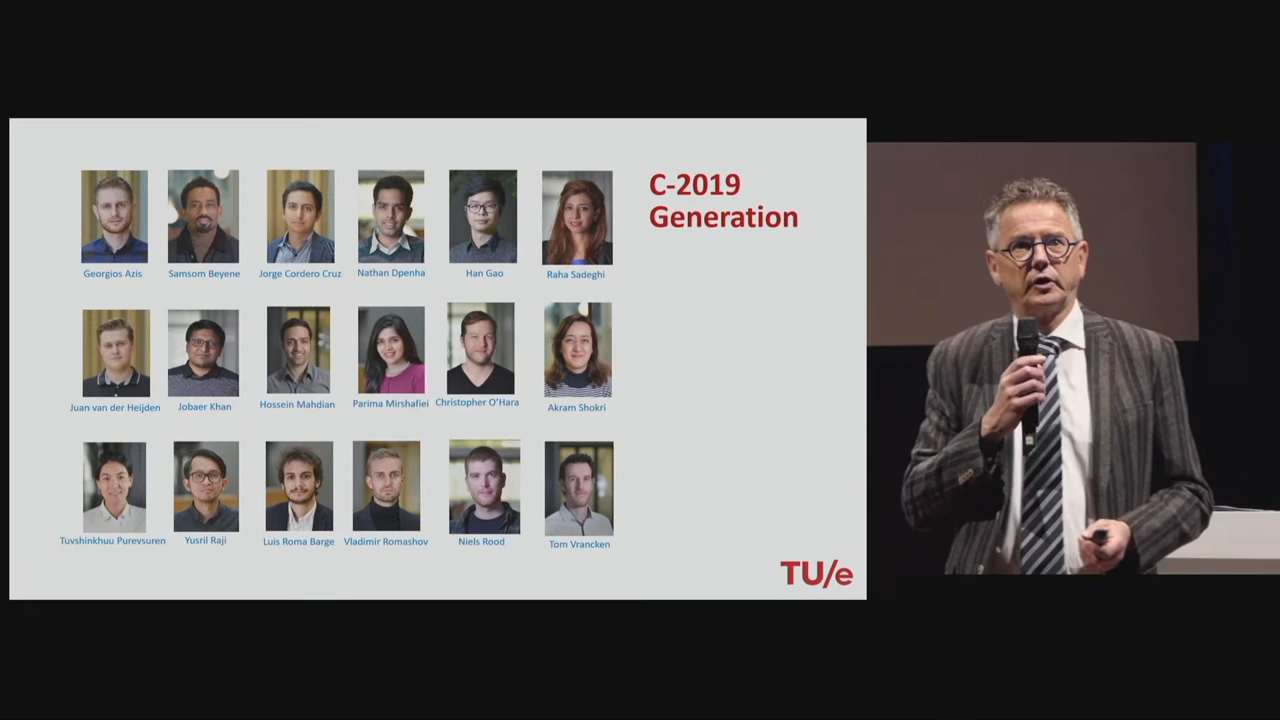 C-2019
Generation
Georgios Azis
Samsom Beyene
Jorge Cordero Cruz
Nathan Dpenha
Han Gao
Raha Sadeghi
Juan van der Heijden
Jobaer Khan
Hossein Mahdian
Parima Mirshafiei
Christopher O'Hara
Akram Shokri
Tuvshinkhuu Purevsuren
Yusril Raji
Luis Roma Barge
Vladimir Romashov
Niels Rood
Tom Vrancken
TU/e